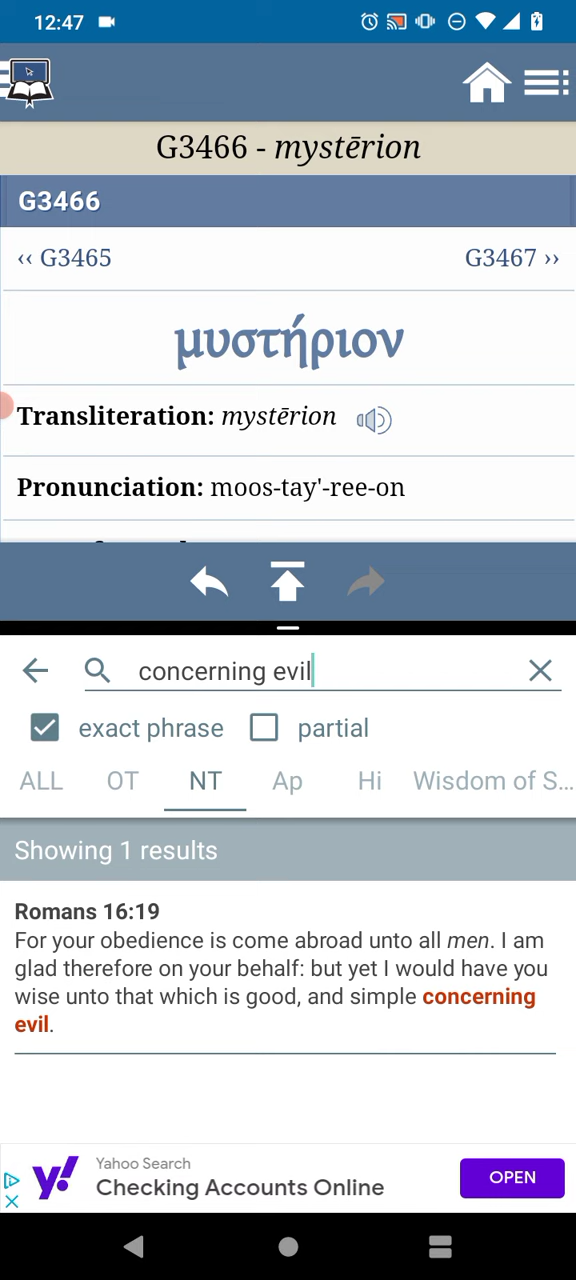 12:47
G3466 - mystērion
G3466
‹‹ G3465 G3467 ››
μυστήριον
Transliteration: mystērion
Pronunciation: moos-tay'-ree-on
concerning evil
exact phrase partial
ALL OT NT Ap Hi Wisdom of S...
Showing 1 results
Romans 16:19
For your obedience is come abroad unto all men. I am
glad therefore on your behalf: but yet I would have you
wise unto that which is good, and simple concerning
evil.
Yahoo Search
Checking Accounts Online
OPEN
y!